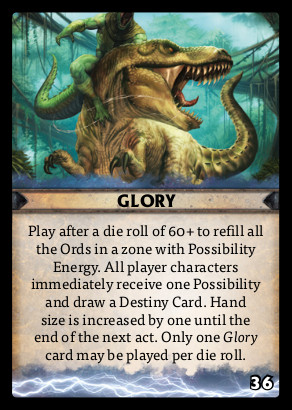 GLORY
Play after a die roll of 60+ to refill all
the Ords in a zone with Possibility
Energy. All player characters
immediately receive one Possibility
and draw a Destiny Card. Hand
size is increased by one until the
end of the next act. Only one Glory
card may be played per die roll.
36